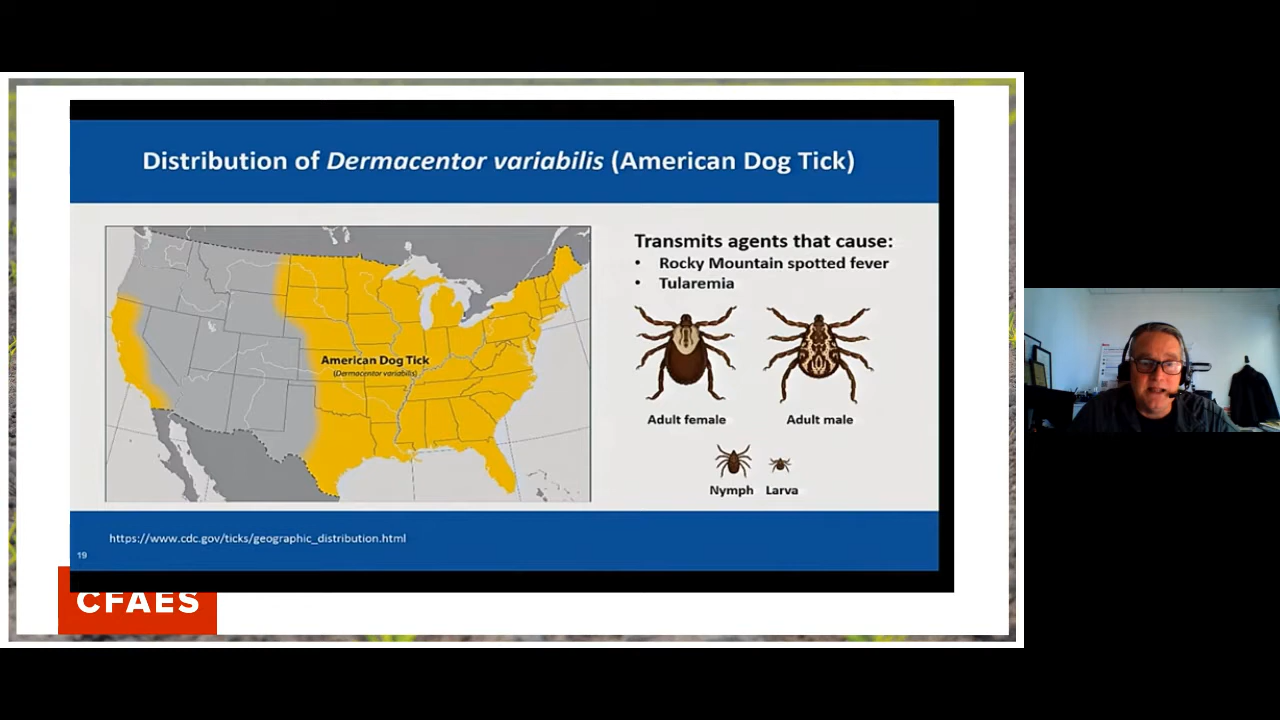 Distribution of Dermacentor variabilis (American Dog Tick)
American Dog Tick
(Dermacentor variabilis)
Transmits agents that cause:
• Rocky Mountain spotted fever
• Tularemia
Adult female
Adult male
Nymph
Larva
https://www.cdc.gov/ticks/geographic_distribution.html
19
CFAES